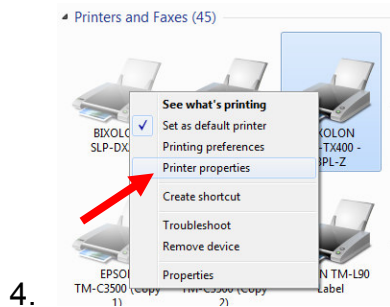 Printers and Faxes (45)
See what's printing
Set as default printer
Printing preferences
Printer properties
Create shortcut
Troubleshoot
Remove device
Properties
BIXOLO
SLP-DX
XOLON
-TX400 -
BPL-Z
EPSO
TM-C3500 (Copy
1)
TM-C3500 (Copy
2)
N TM-L90
Label
4.